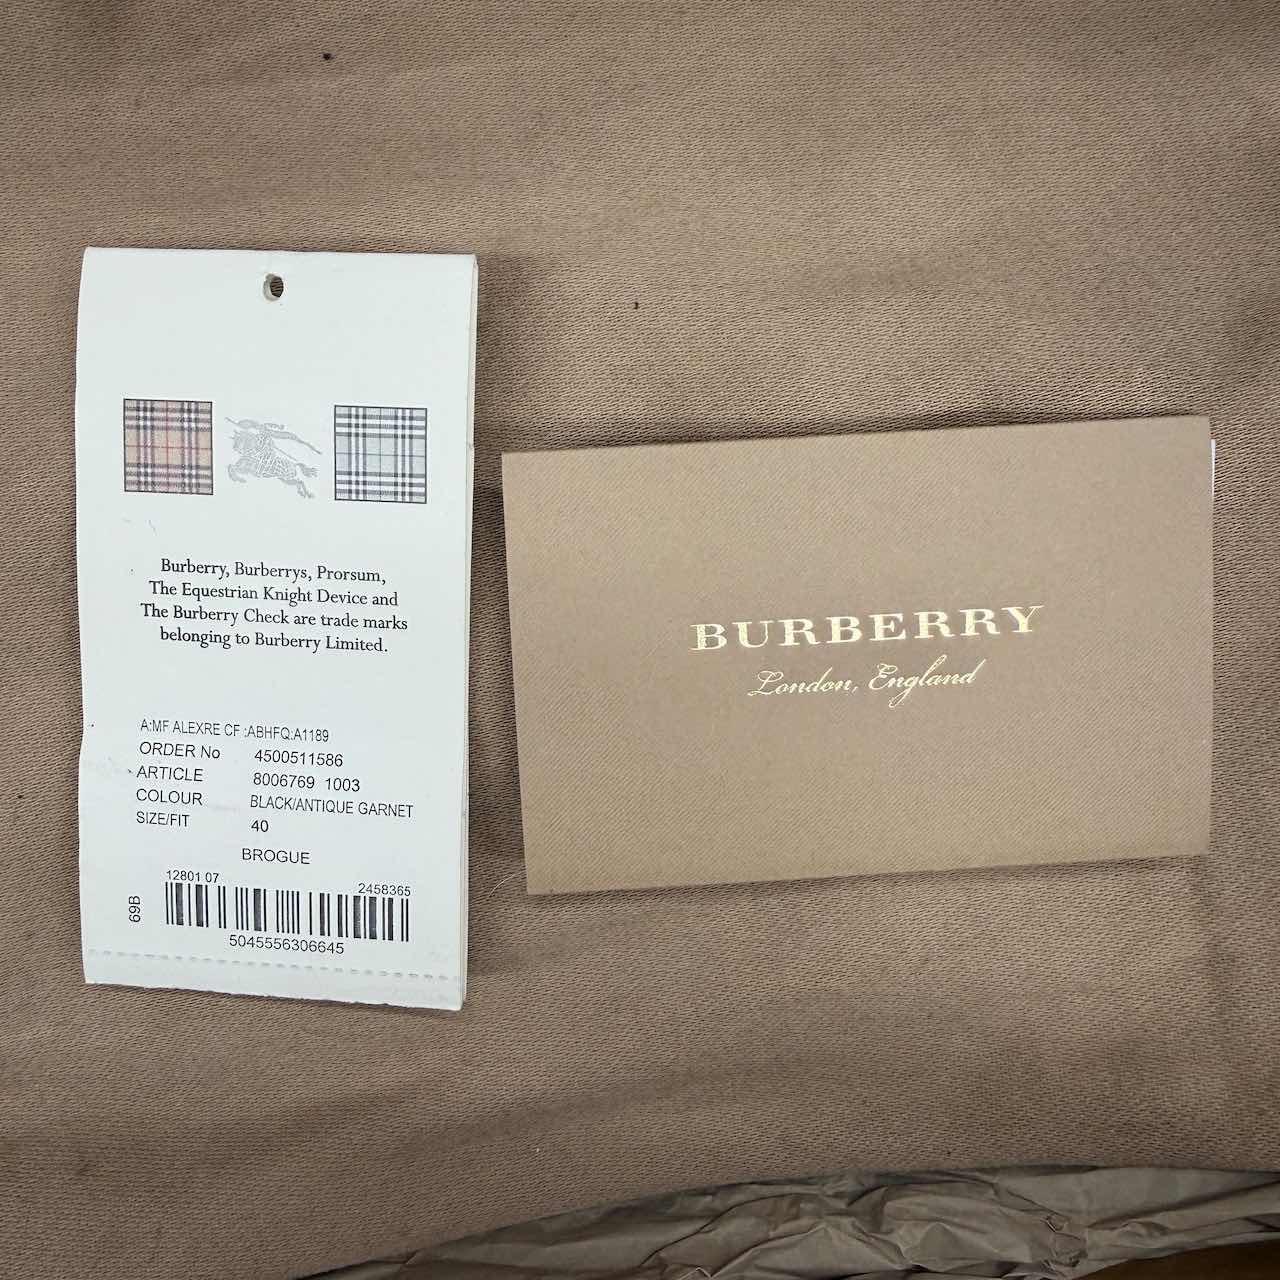 Burberry, Burberrys, Prorsum,
The Equestrian Knight Device and
The Burberry Check are trade marks
belonging to Burberry Limited.
A:MF ALEXRE CF :ABHFQ:A1189
ORDER No 4500511586
ARTICLE 8006769 1003
COLOUR BLACK/ANTIQUE GARNET
SIZE/FIT 40
BROGUE
12801 07 2458365
69B
5045556306645
BURBERRY
London, England